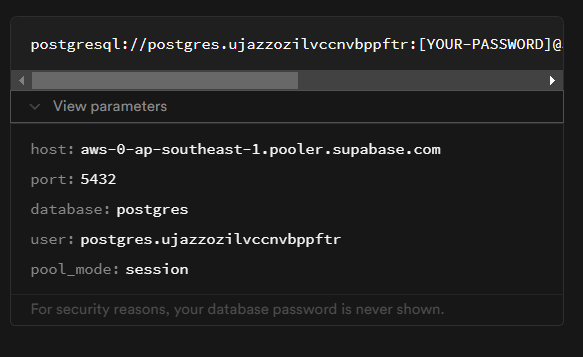 postgresql://postgres.ujazzozilvccnvbppftr:[YOUR-PASSWORD]@
View parameters
host: aws-0-ap-southeast-1.pooler.supabase.com
port: 5432
database: postgres
user: postgres.ujazzozilvccnvbppftr
pool_mode: session
For security reasons, your database password is never shown.